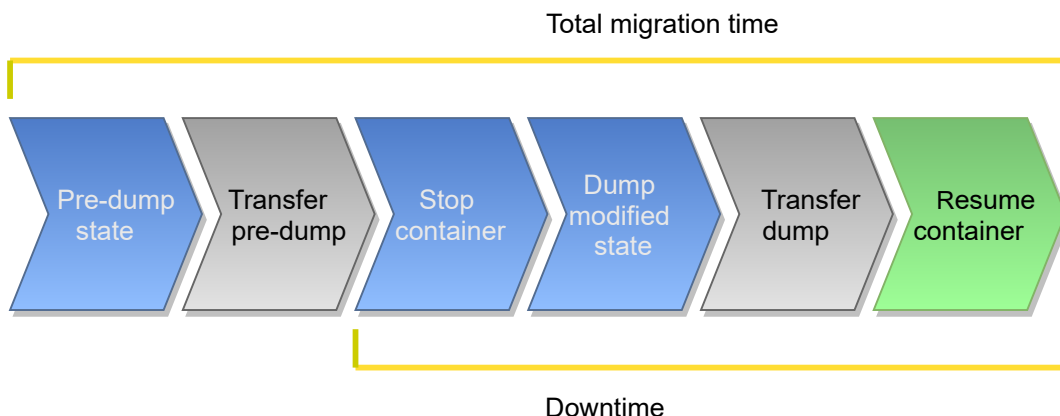 Total migration time
Pre-dump
state
Transfer
pre-dump
Stop
container
Dump
modified
state
Transfer
dump
Resume
container
Downtime